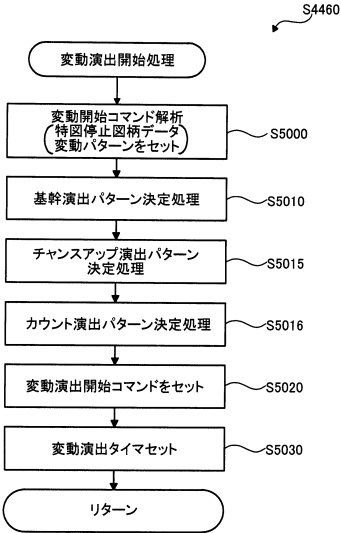 S4460
変動演出開始処理
変動開始コマンド解析
(特図停止図柄データ
変動パターンをセット)
S5000
基幹演出パターン決定処理
S5010
チャンスアップ演出パターン
決定処理
S5015
カウント演出パターン決定処理
S5016
変動演出開始コマンドをセット
S5020
変動演出タイマセット
S5030
リターン